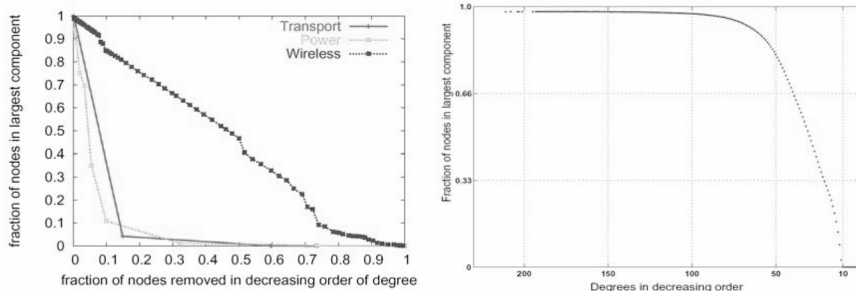 Transport
Power
Wireless
fraction of nodes in largest component
1
0.9
0.8
0.7
0.6
0.5
0.4
0.3
0.2
0.1
0
0 0.1 0.2 0.3 0.4 0.5 0.6 0.7 0.8 0.9 1
fraction of nodes removed in decreasing order of degree
Fraction of nodes in largest component
1.0
0.66
0.33
0
200 150 100 50 10
Degrees in decreasing order